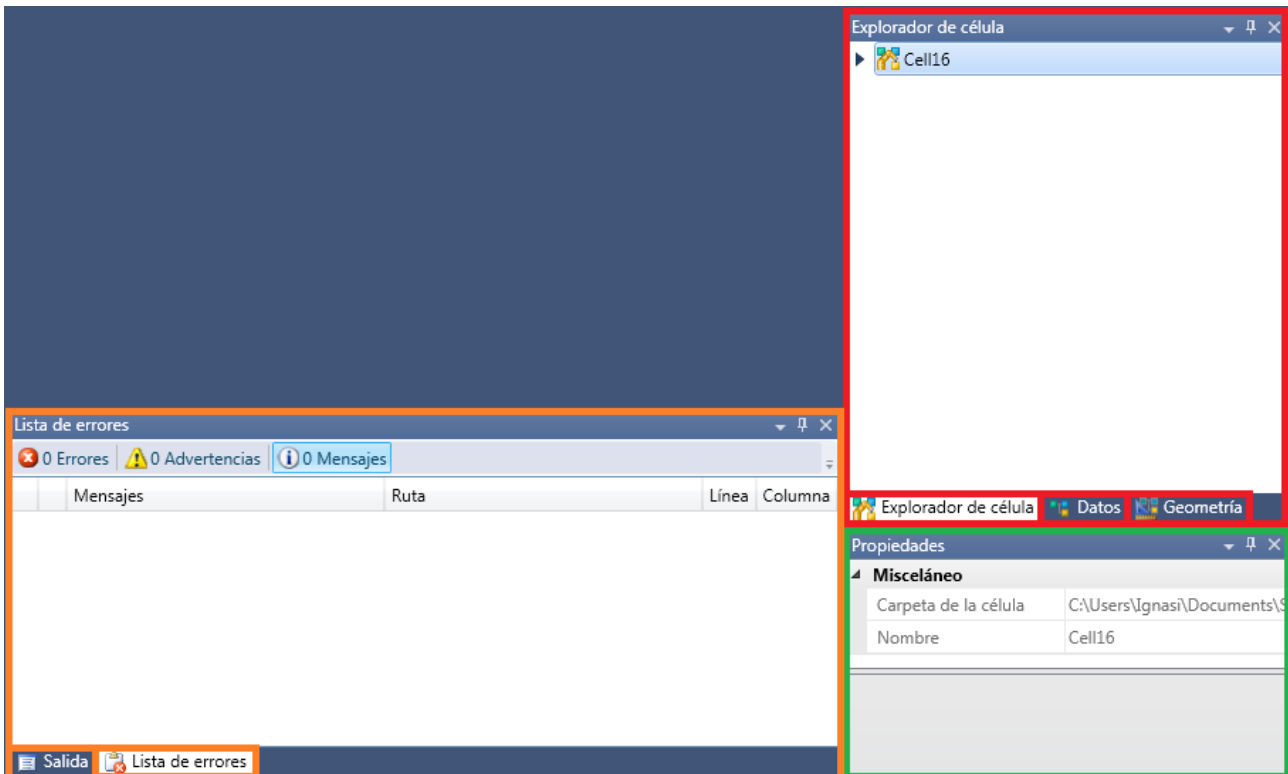 Explorador de célula
Cell16
Lista de errores
0 Errores 0 Advertencias 0 Mensajes
Mensajes Ruta Línea Columna
Salida Lista de errores
Explorador de célula Datos Geometría
Propiedades
Misceláneo
Carpeta de la célula C:\Users\Ignasi\Documents\S
Nombre Cell16